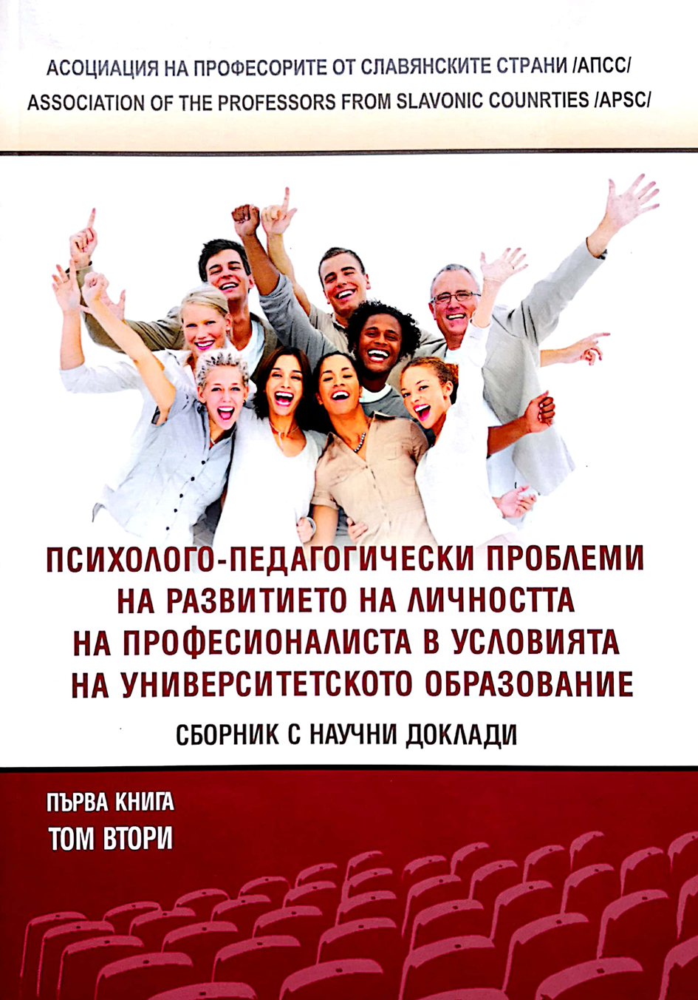 АСОЦИАЦИЯ НА ПРОФЕСОРИТЕ ОТ СЛАВЯНСКИТЕ СТРАНИ /АПСС/
ASSOCIATION OF THE PROFESSORS FROM SLAVONIC COUNRTIES /APSC/
ПСИХОЛОГО-ПЕДАГОГИЧЕСКИ ПРОБЛЕМИ
НА РАЗВИТИЕТО НА ЛИЧНОСТТА
НА ПРОФЕСИОНАЛИСТА В УСЛОВИЯТА
НА УНИВЕРСИТЕТСКОТО ОБРАЗОВАНИЕ
СБОРНИК С НАУЧНИ ДОКЛАДИ
ПЪРВА КНИГА
ТОМ ВТОРИ